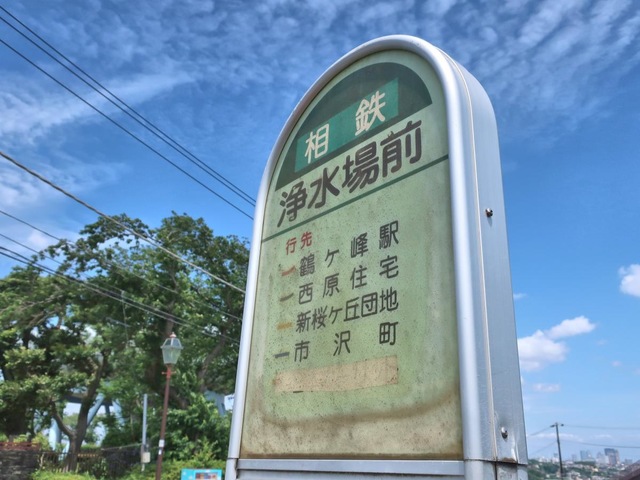 相鉄
浄水場前
行先
鶴ヶ峰駅
西原住宅
新桜ケ丘団地
市沢町